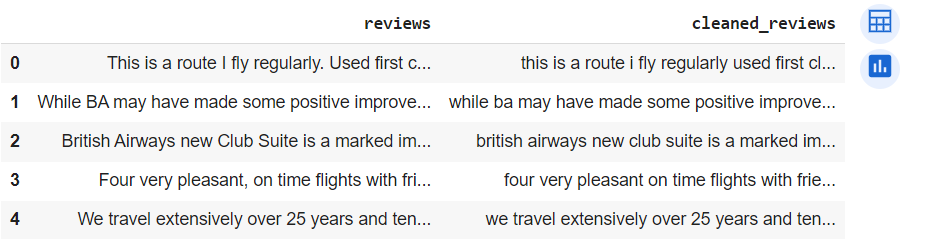 reviews cleaned_reviews
0 This is a route I fly regularly. Used first c... this is a route i fly regularly used first cl...
1 While BA may have made some positive improve... while ba may have made some positive improve...
2 British Airways new Club Suite is a marked im... british airways new club suite is a marked im...
3 Four very pleasant, on time flights with fri... four very pleasant on time flights with frie...
4 We travel extensively over 25 years and ten... we travel extensively over 25 years and ten...